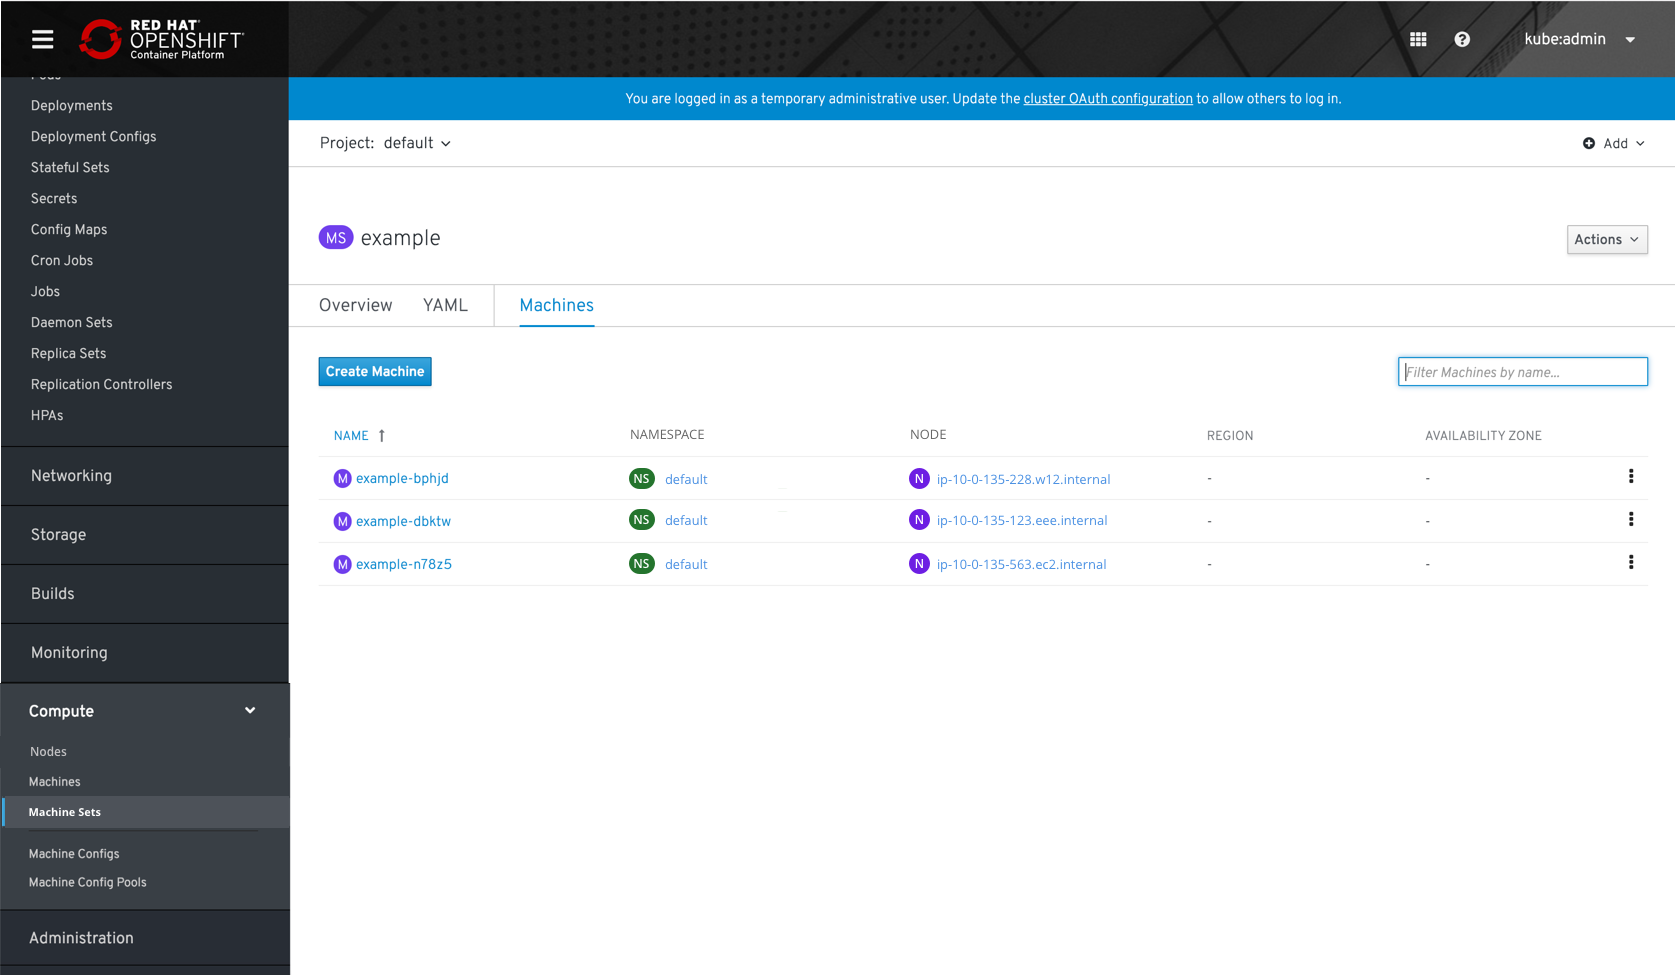 RED HAT
OPENSHIFT
Container Platform
kube:admin
You are logged in as a temporary administrative user. Update the cluster OAuth configuration to allow others to log in.
Project: default
Add
Pods
Deployments
Deployment Configs
Stateful Sets
Secrets
Config Maps
Cron Jobs
Jobs
Daemon Sets
Replica Sets
Replication Controllers
HPAs
Networking
Storage
Builds
Monitoring
Compute
Nodes
Machines
Machine Sets
Machine Configs
Machine Config Pools
Administration
MS example
Actions
Overview YAML Machines
Create Machine
Filter Machines by name...
NAME NAMESPACE NODE REGION AVAILABILITY ZONE
M example-bphjd NS default N ip-10-0-135-228.w12.internal - -
M example-dbktw NS default N ip-10-0-135-123.eee.internal - -
M example-n78z5 NS default N ip-10-0-135-563.ec2.internal - -